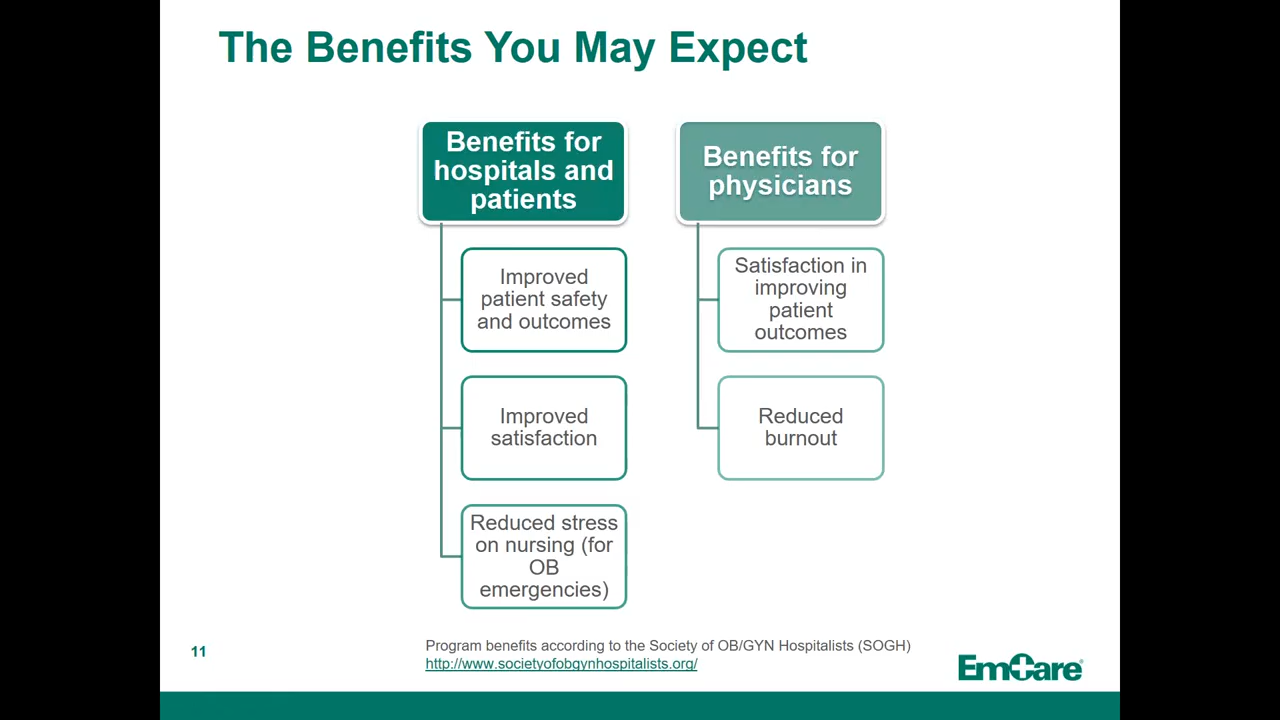 The Benefits You May Expect
Benefits for
hospitals and
patients
Improved
patient safety
and outcomes
Improved
satisfaction
Reduced stress
on nursing (for
OB
emergencies)
Benefits for
physicians
Satisfaction in
improving
patient
outcomes
Reduced
burnout
11
Program benefits according to the Society of OB/GYN Hospitalists (SOGH)
http://www.societyofobgynhospitalists.org/
EmCare®